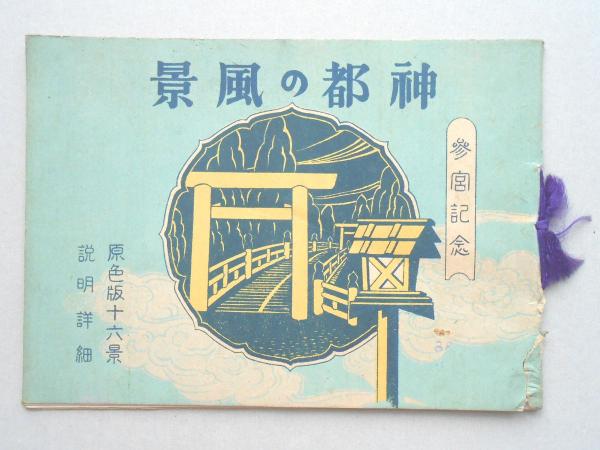 神都の風景
參宮記念
原色版十六景
説明詳細